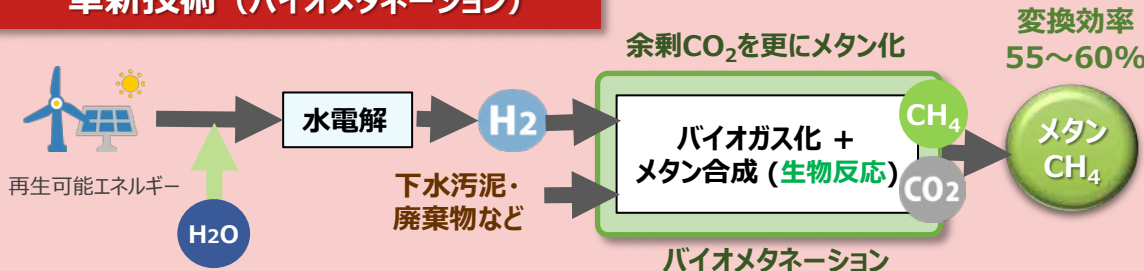 革新技術（バイオメタネーション）
変換効率
55～60%
余剰CO₂を更にメタン化
水電解
H2
バイオガス化 ＋
メタン合成 (生物反応)
CH₄
CO2
メタン
CH₄
再生可能エネルギー
下水汚泥・
廃棄物など
H2O
バイオメタネーション